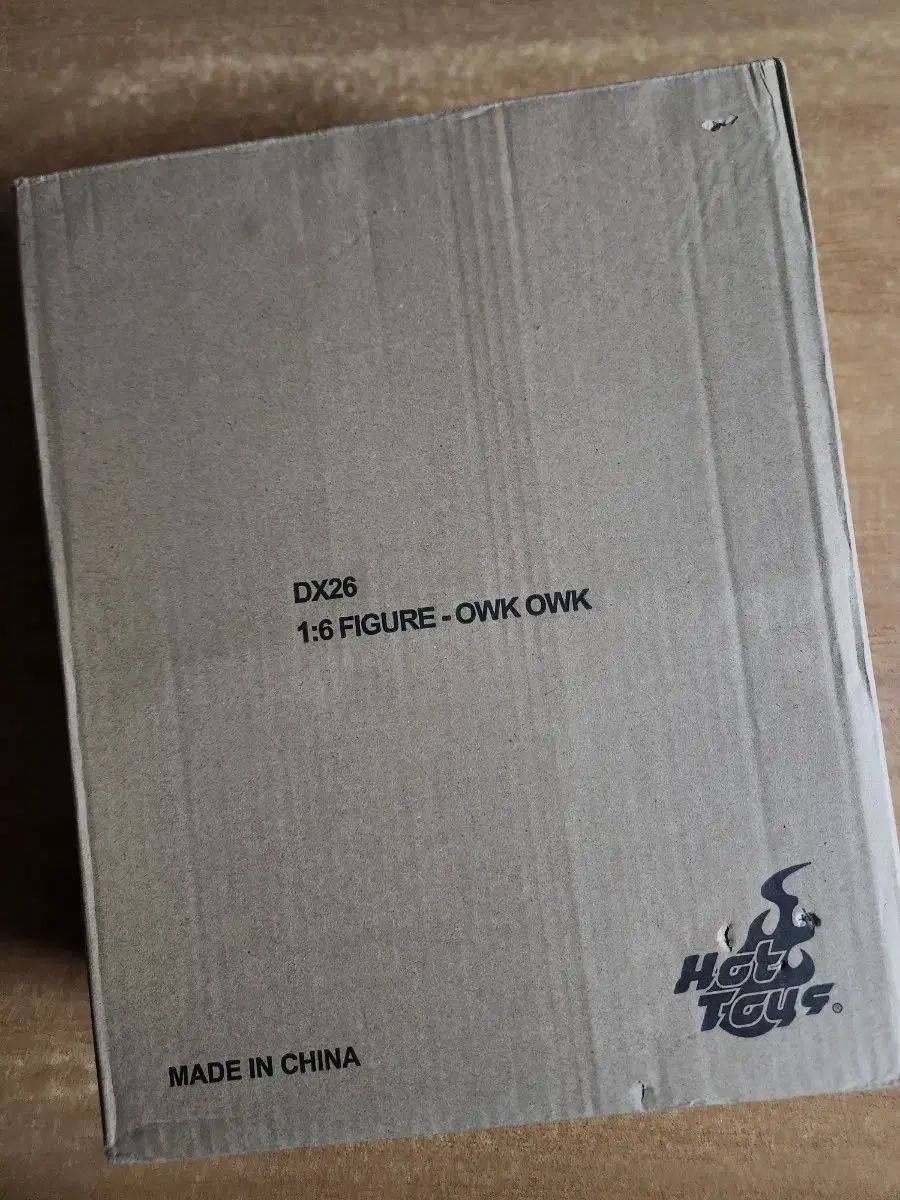 DX26
1:6 FIGURE - OWK OWK
Hot
Toys®
MADE IN CHINA